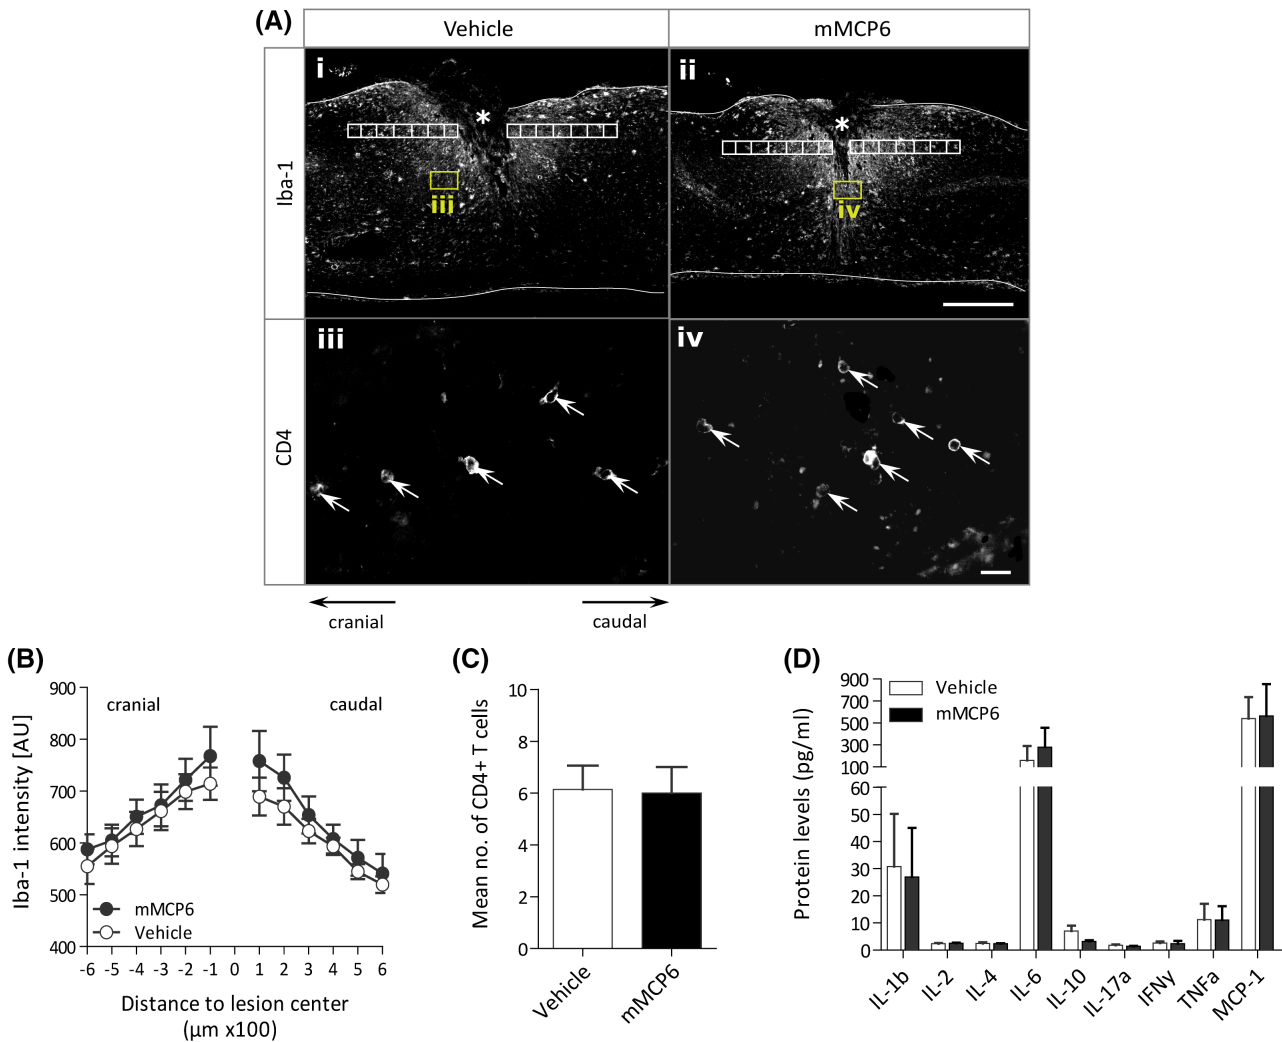 (A)
Vehicle
mMCP6
Iba-1
i
*
iii
ii
*
iv
CD4
iii
iv
cranial
caudal
(B)
Iba-1 intensity [AU]
900
800
700
600
500
400
cranial
caudal
mMCP6
Vehicle
-6 -5 -4 -3 -2 -1 0 1 2 3 4 5 6
Distance to lesion center
(µm x100)
(C)
Mean no. of CD4+ T cells
10
8
6
4
2
0
Vehicle
mMCP6
(D)
Protein levels (pg/ml)
900
700
500
300
100
60
50
40
30
20
10
0
Vehicle
mMCP6
IL-1b
IL-2
IL-4
IL-6
IL-10
IL-17a
IFNy
TNFa
MCP-1